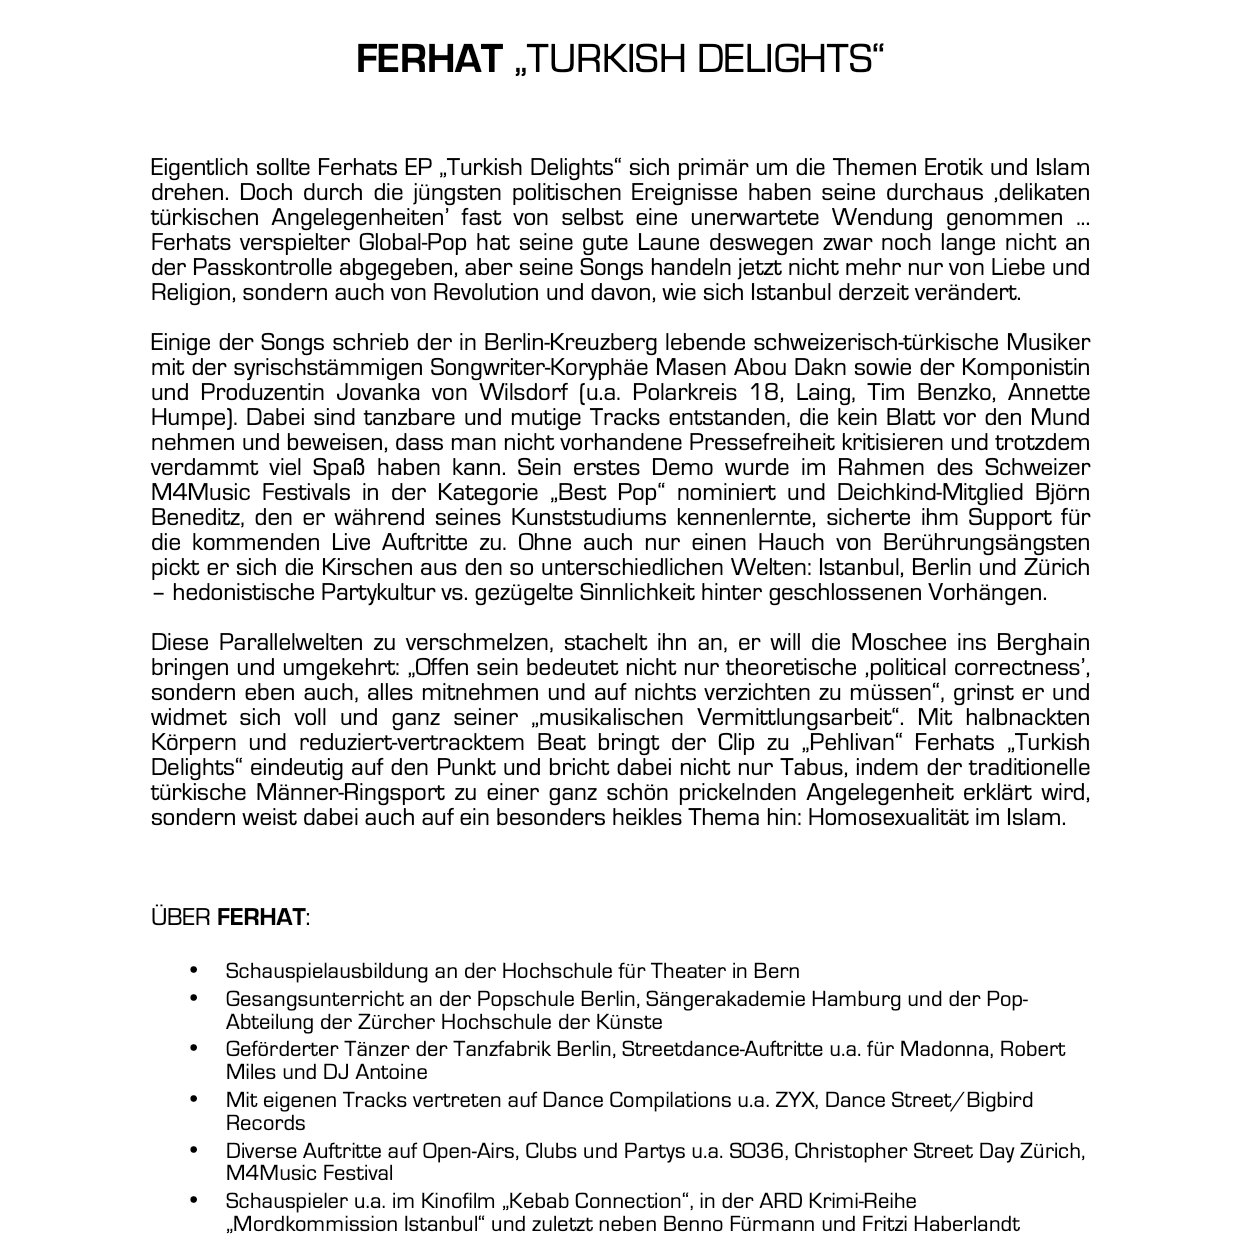 FERHAT „TURKISH DELIGHTS“
Eigentlich sollte Ferhats EP „Turkish Delights“ sich primär um die Themen Erotik und Islam
drehen. Doch durch die jüngsten politischen Ereignisse haben seine durchaus ‚delikaten
türkischen Angelegenheiten’ fast von selbst eine unerwartete Wendung genommen ...
Ferhats verspielter Global-Pop hat seine gute Laune deswegen zwar noch lange nicht an
der Passkontrolle abgegeben, aber seine Songs handeln jetzt nicht mehr nur von Liebe und
Religion, sondern auch von Revolution und davon, wie sich Istanbul derzeit verändert.
Einige der Songs schrieb der in Berlin-Kreuzberg lebende schweizerisch-türkische Musiker
mit der syrischstämmigen Songwriter-Koryphäe Masen Abou Dakn sowie der Komponistin
und Produzentin Jovanka von Wilsdorf (u.a. Polarkreis 18, Laing, Tim Benzko, Annette
Humpe). Dabei sind tanzbare und mutige Tracks entstanden, die kein Blatt vor den Mund
nehmen und beweisen, dass man nicht vorhandene Pressefreiheit kritisieren und trotzdem
verdammt viel Spaß haben kann. Sein erstes Demo wurde im Rahmen des Schweizer
M4Music Festivals in der Kategorie „Best Pop“ nominiert und Deichkind-Mitglied Björn
Beneditz, den er während seines Kunststudiums kennenlernte, sicherte ihm Support für
die kommenden Live Auftritte zu. Ohne auch nur einen Hauch von Berührungsängsten
pickt er sich die Kirschen aus den so unterschiedlichen Welten: Istanbul, Berlin und Zürich
– hedonistische Partykultur vs. gezügelte Sinnlichkeit hinter geschlossenen Vorhängen.
Diese Parallelwelten zu verschmelzen, stachelt ihn an, er will die Moschee ins Berghain
bringen und umgekehrt: „Offen sein bedeutet nicht nur theoretische ‚political correctness’,
sondern eben auch, alles mitnehmen und auf nichts verzichten zu müssen“, grinst er und
widmet sich voll und ganz seiner „musikalischen Vermittlungsarbeit“. Mit halbnackten
Körpern und reduziert-vertracktem Beat bringt der Clip zu „Pehlivan“ Ferhats „Turkish
Delights“ eindeutig auf den Punkt und bricht dabei nicht nur Tabus, indem der traditionelle
türkische Männer-Ringsport zu einer ganz schön prickelnden Angelegenheit erklärt wird,
sondern weist dabei auch auf ein besonders heikles Thema hin: Homosexualität im Islam.
ÜBER FERHAT:
• Schauspielausbildung an der Hochschule für Theater in Bern
• Gesangsunterricht an der Popschule Berlin, Sängerakademie Hamburg und der Pop-
Abteilung der Zürcher Hochschule der Künste
• Geförderter Tänzer der Tanzfabrik Berlin, Streetdance-Auftritte u.a. für Madonna, Robert
Miles und DJ Antoine
• Mit eigenen Tracks vertreten auf Dance Compilations u.a. ZYX, Dance Street/Bigbird
Records
• Diverse Auftritte auf Open-Airs, Clubs und Partys u.a. SO36, Christopher Street Day Zürich,
M4Music Festival
• Schauspieler u.a. im Kinofilm „Kebab Connection“, in der ARD Krimi-Reihe
„Mordkommission Istanbul“ und zuletzt neben Benno Fürmann und Fritzi Haberlandt